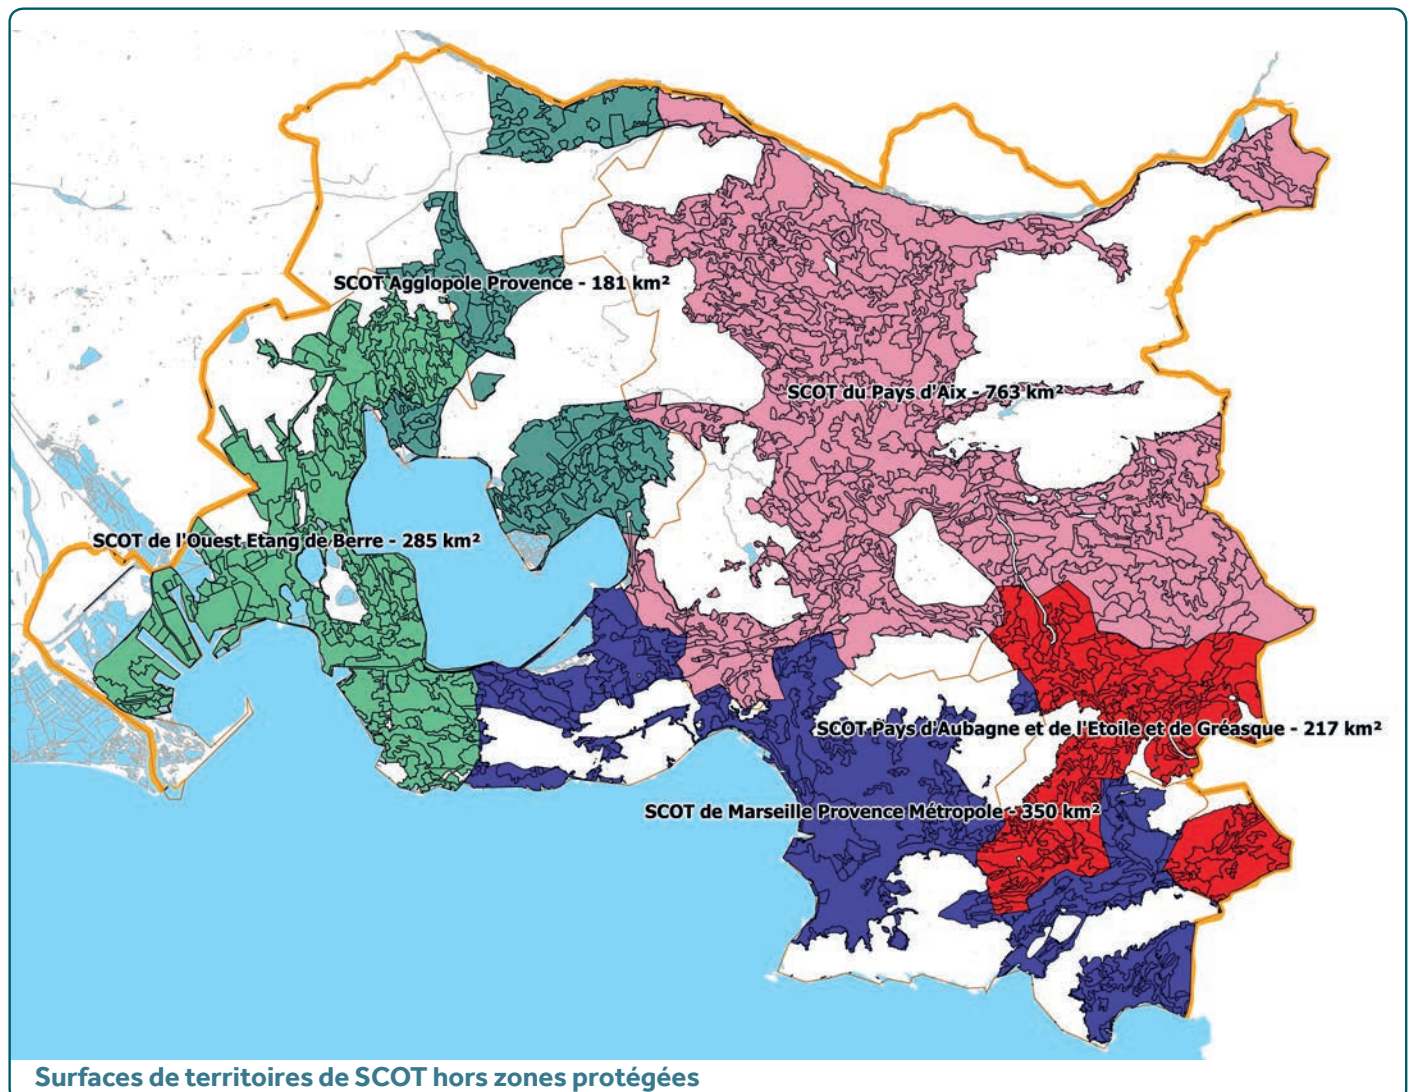 SCOT Agglopole Provence - 181 km²
SCOT du Pays d'Aix - 763 km²
SCOT de l'Ouest Etang de Berre - 285 km²
SCOT Pays d'Aubagne et de l'Etoile et de Gréasque - 217 km²
SCOT de Marseille Provence Métropole - 350 km²
Surfaces de territoires de SCOT hors zones protégées